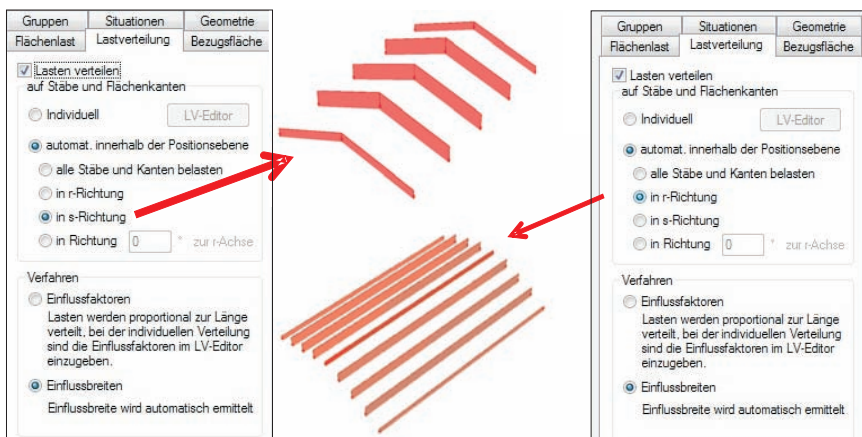 Gruppen Situationen Geometrie
Flächenlast Lastverteilung Bezugsfläche
Lasten verteilen
auf Stäbe und Flächenkanten
Individuell LV-Editor
automat. innerhalb der Positionsebene
alle Stäbe und Kanten belasten
in r-Richtung
in s-Richtung
in Richtung 0 ° zur r-Achse
Verfahren
Einflussfaktoren
Lasten werden proportional zur Länge
verteilt, bei der individuellen Verteilung
sind die Einflussfaktoren im LV-Editor
einzugeben.
Einflussbreiten
Einflussbreite wird automatisch ermittelt
Gruppen Situationen Geometrie
Flächenlast Lastverteilung Bezugsfläche
Lasten verteilen
auf Stäbe und Flächenkanten
Individuell LV-Editor
automat. innerhalb der Positionsebene
alle Stäbe und Kanten belasten
in r-Richtung
in s-Richtung
in Richtung 0 ° zur r-Achse
Verfahren
Einflussfaktoren
Lasten werden proportional zur Länge
verteilt, bei der individuellen Verteilung
sind die Einflussfaktoren im LV-Editor
einzugeben.
Einflussbreiten
Einflussbreite wird automatisch ermittelt